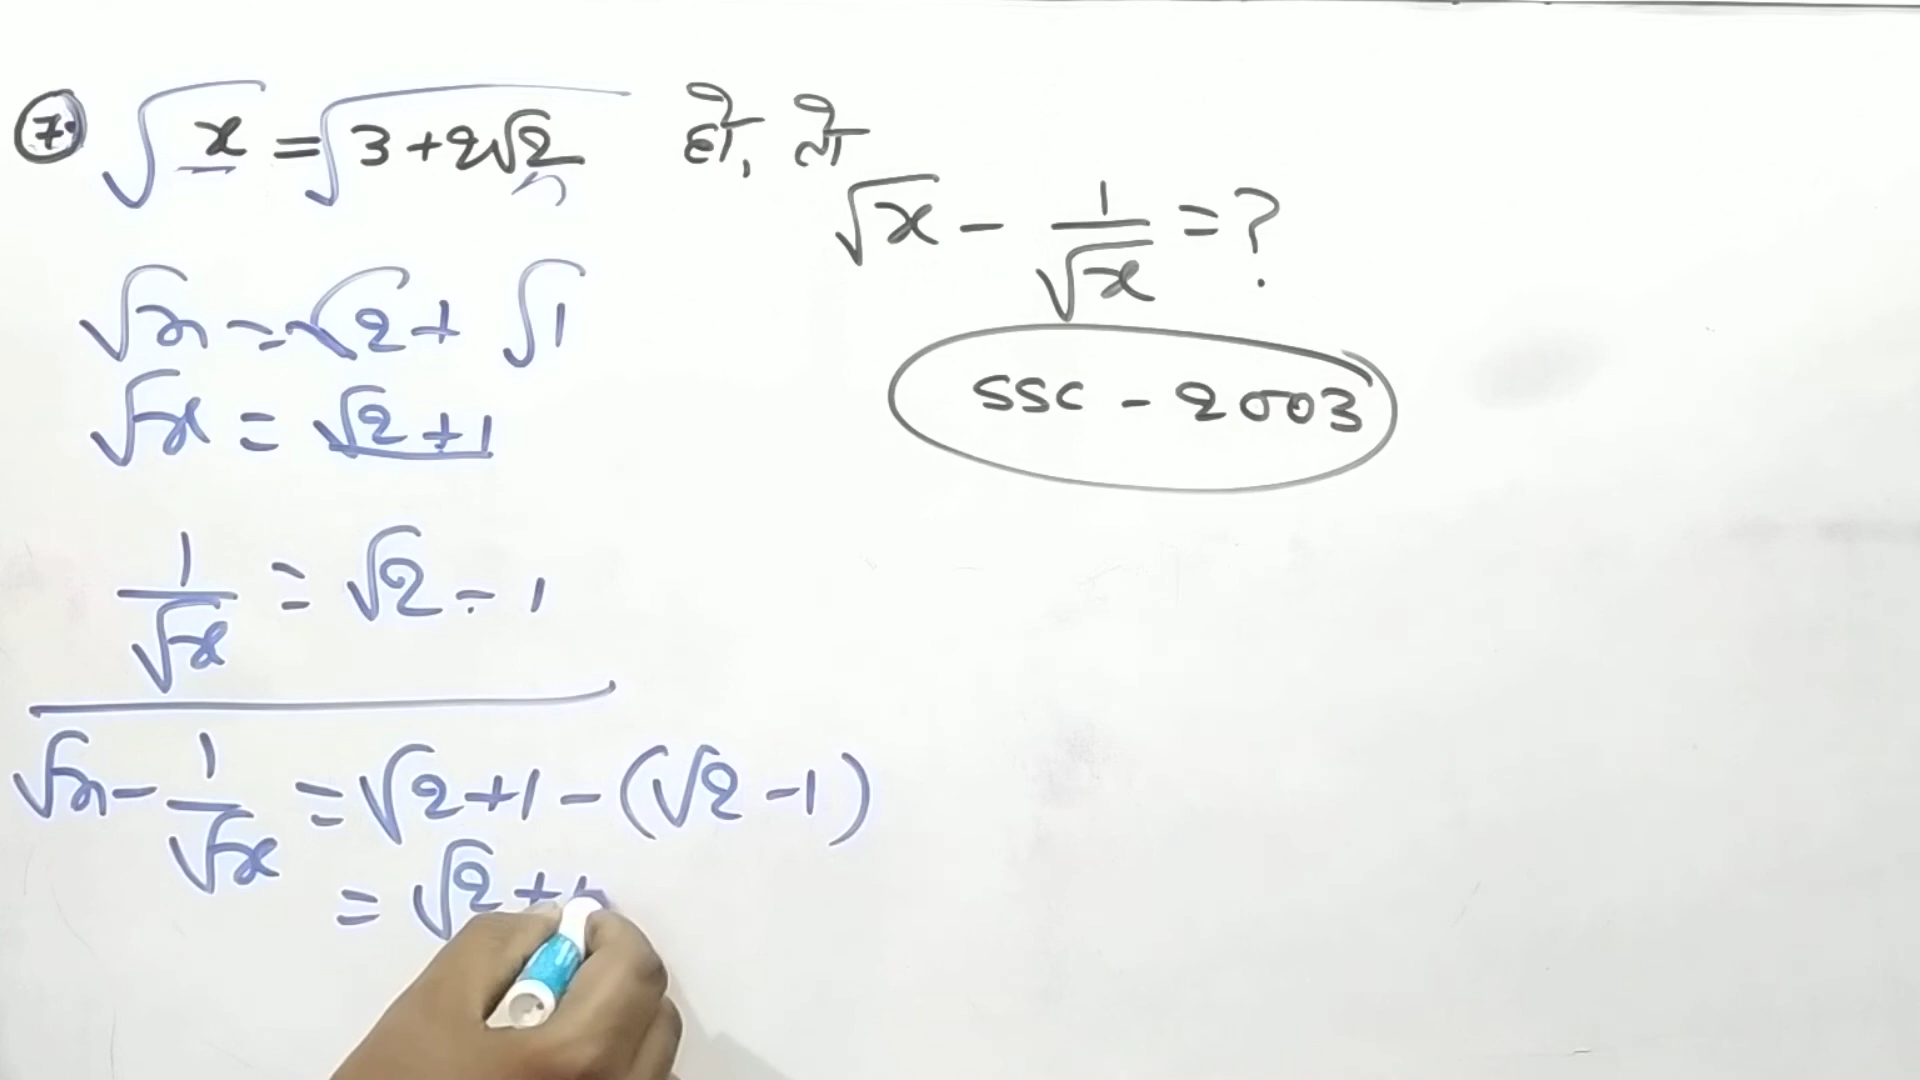 7. √x = √3+2√2 हो, तो
√x - 1/√x = ?
SSC - 2003
√x = √2 + √1
√x = √2 + 1
1/√x = √2 - 1
√x - 1/√x = √2+1 - (√2 - 1)
= √2 +